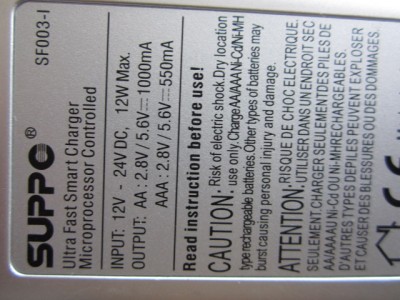 SUPPO®
SF003-I
Ultra Fast Smart Charger
Microprocessor Controlled
INPUT: 12V - 24V DC, 12W Max.
OUTPUT: AA : 2.8V / 5.6V 1000mA
AAA : 2.8V / 5.6V 550mA
Read instruction before use!
CAUTION: Risk of electric shock. Dry location
use only. Charge AA/AAA Ni-Cd/Ni-MH
type rechargeable batteries. Other types of batteries may
burst causing personal injury and damage.
ATTENTION: RISQUE DE CHOC ELECTRIQUE.
UTILISER DANS UN ENDROIT SEC
SEULEMENT CHARGER SEULEMENT DES PILES DE
AA/AAA Ni-Cd OU Ni-MH RECHARGEABLES.
D'AUTRES TYPES DE PILES PEUVENT EXPLOSER
CAUSER DES BLESSURES OU DES DOMMAGES.